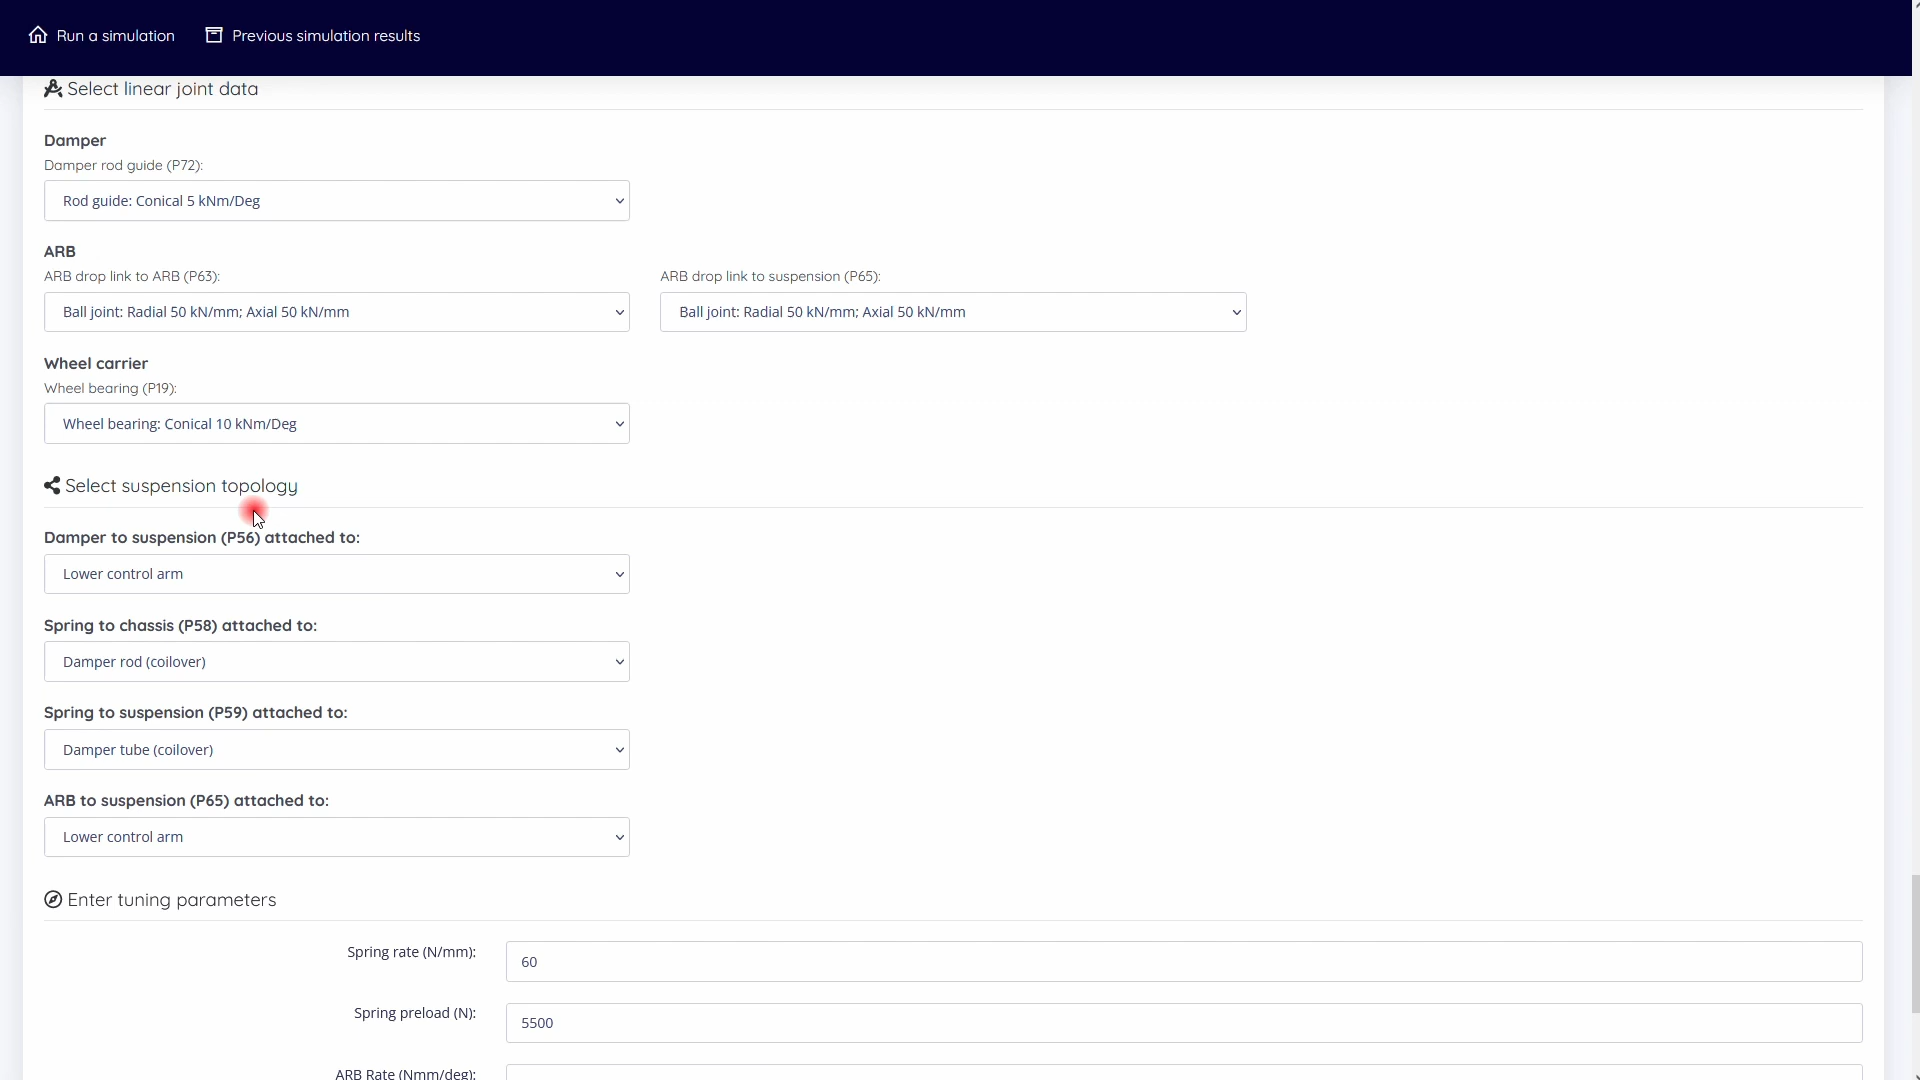 Run a simulation Previous simulation results
Select linear joint data
Damper
Damper rod guide (P72):
Rod guide: Conical 5 kNm/Deg
ARB
ARB drop link to ARB (P63): ARB drop link to suspension (P65):
Ball joint: Radial 50 kN/mm; Axial 50 kN/mm Ball joint: Radial 50 kN/mm; Axial 50 kN/mm
Wheel carrier
Wheel bearing (P19):
Wheel bearing: Conical 10 kNm/Deg
Select suspension topology
Damper to suspension (P56) attached to:
Lower control arm
Spring to chassis (P58) attached to:
Damper rod (coilover)
Spring to suspension (P59) attached to:
Damper tube (coilover)
ARB to suspension (P65) attached to:
Lower control arm
Enter tuning parameters
Spring rate (N/mm): 60
Spring preload (N): 5500
ARB Rate (Nmm/deg):